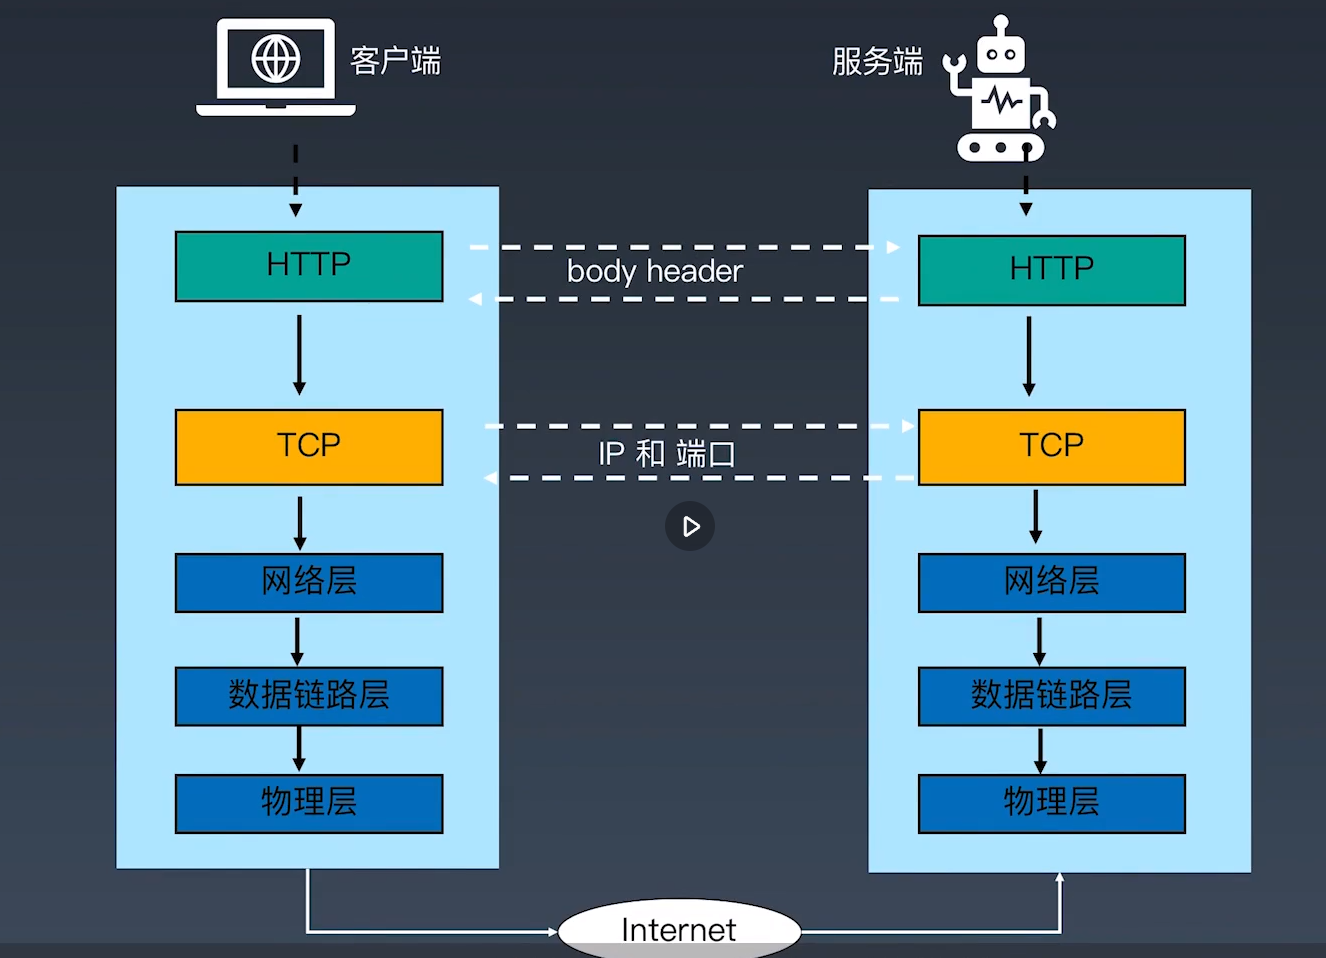 客户端
服务端
HTTP
body header
HTTP
TCP
IP 和 端口
TCP
网络层
网络层
数据链路层
数据链路层
物理层
物理层
Internet